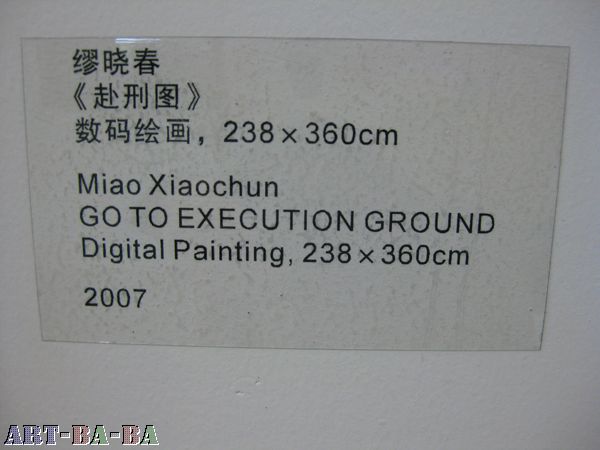 缪晓春
《赴刑图》
数码绘画，238×360cm
Miao Xiaochun
GO TO EXECUTION GROUND
Digital Painting, 238×360cm
2007
ART-BA-BA